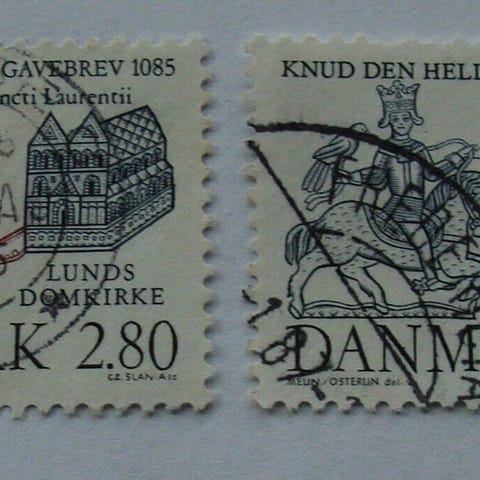 GAVEBREV 1085
ncti Laurentii
LUNDS
DOMKIRKE
K 2.80
CZ. SLANIA sc
KNUD DEN HELL
DANM
MELIN/OSTERLIN del.